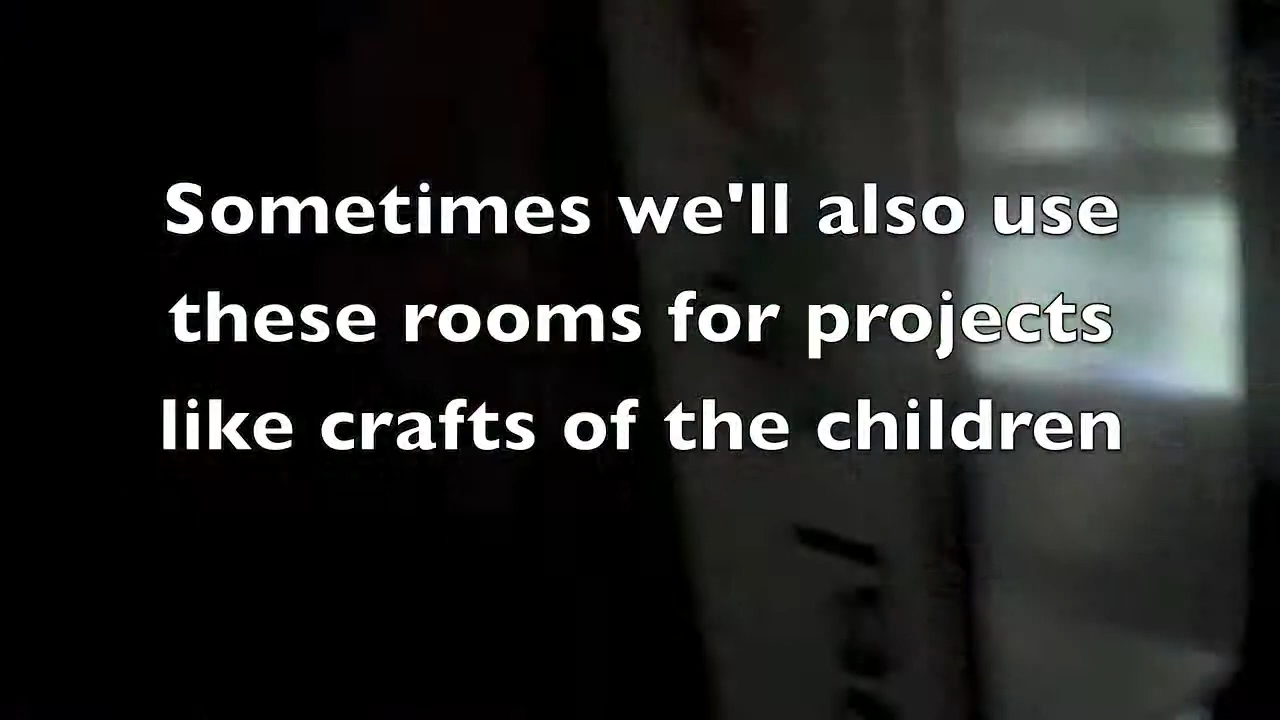 Sometimes we'll also use
these rooms for projects
like crafts of the children